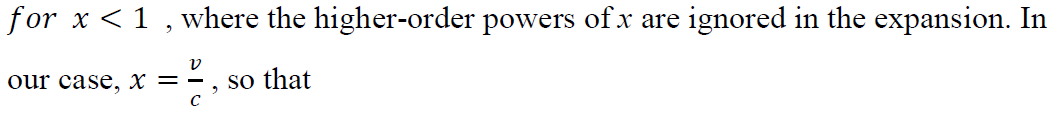 for x < 1 , where the higher-order powers of x are ignored in the expansion. In
our case, x = v/c , so that